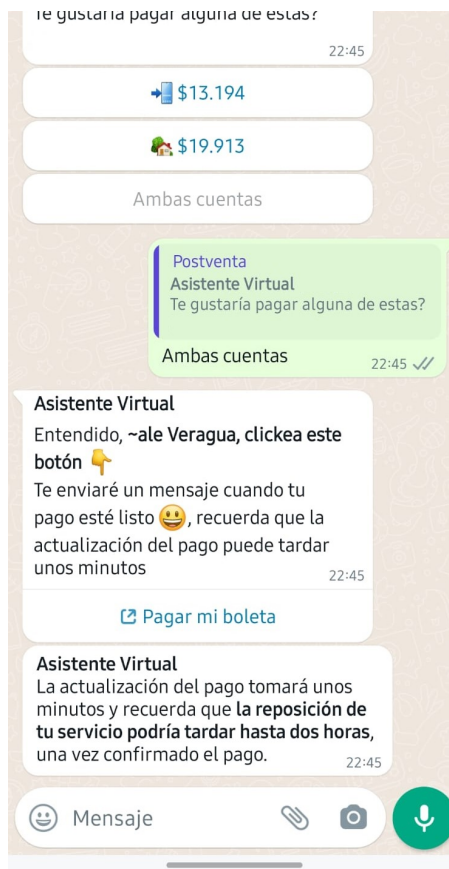 Te gustaría pagar alguna de estas?
22:45
$13.194
$19.913
Ambas cuentas
Postventa
Asistente Virtual
Te gustaría pagar alguna de estas?
Ambas cuentas
22:45
Asistente Virtual
Entendido, ~ale Veragua, clickea este
botón 👇
Te enviaré un mensaje cuando tu
pago esté listo 😃, recuerda que la
actualización del pago puede tardar
unos minutos
22:45
Pagar mi boleta
Asistente Virtual
La actualización del pago tomará unos
minutos y recuerda que la reposición de
tu servicio podría tardar hasta dos horas,
una vez confirmado el pago.
22:45
Mensaje